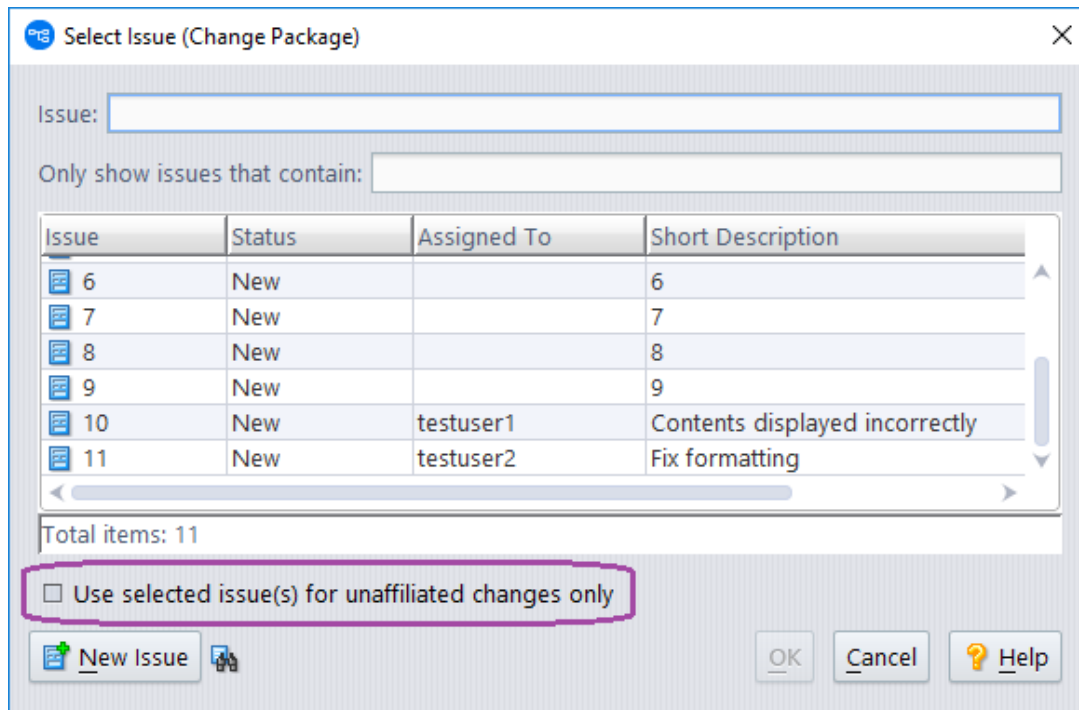 Select Issue (Change Package)
Issue:
Only show issues that contain:
Issue Status Assigned To Short Description
6 New 6
7 New 7
8 New 8
9 New 9
10 New testuser1 Contents displayed incorrectly
11 New testuser2 Fix formatting
Total items: 11
Use selected issue(s) for unaffiliated changes only
New Issue OK Cancel ? Help